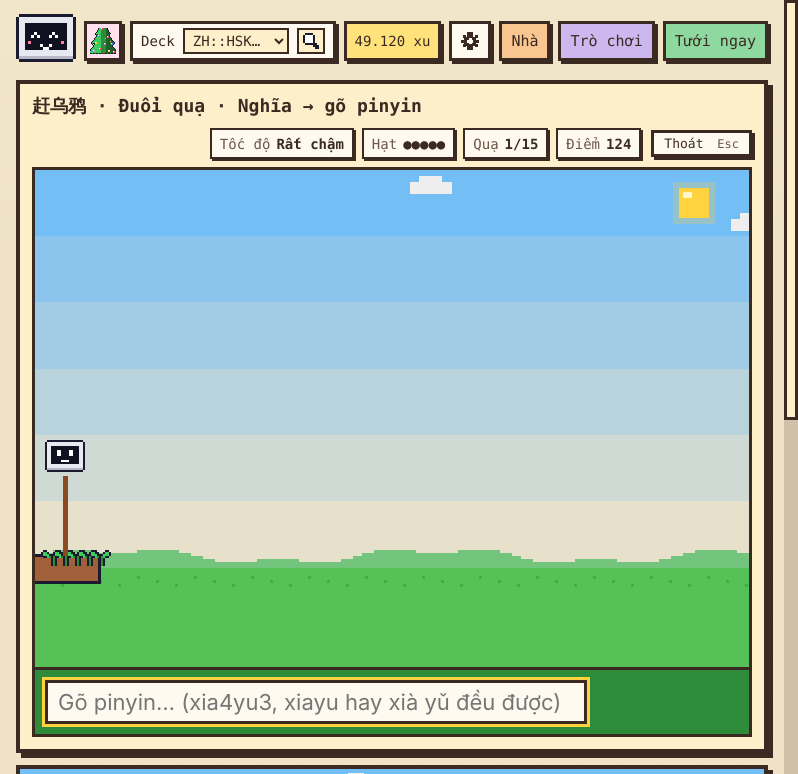 Deck ZH::HSK… 49.120 xu Nhà Trò chơi Tưới ngay
赶乌鸦 · Đuổi quạ · Nghĩa → gõ pinyin
Tốc độ Rất chậm Hạt ●●●●● Quạ 1/15 Điểm 124 Thoát Esc
Gõ pinyin... (xia4yu3, xiayu hay xià yǔ đều được)